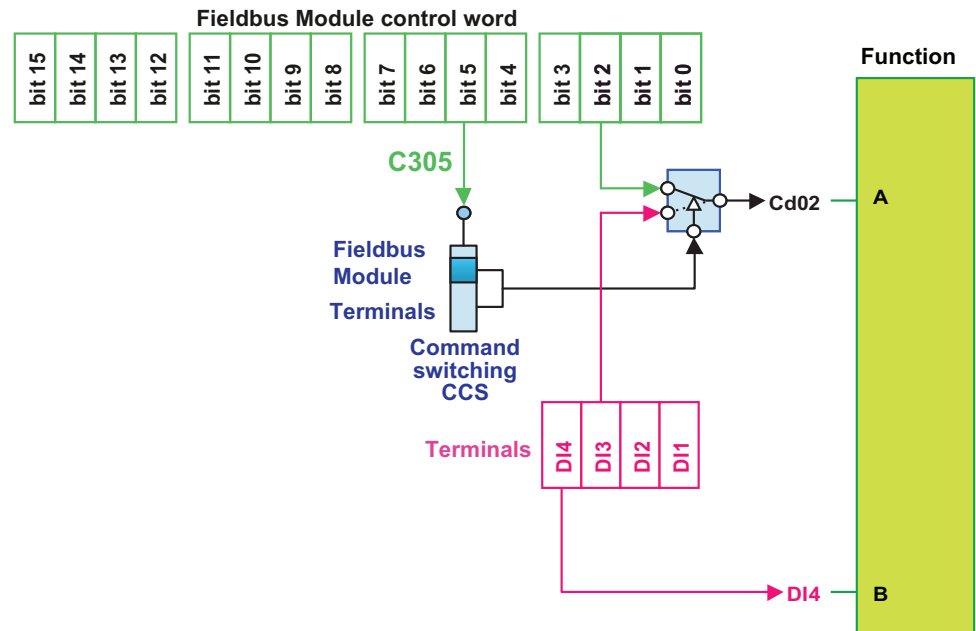 Fieldbus Module control word
bit 15
bit 14
bit 13
bit 12
bit 11
bit 10
bit 9
bit 8
bit 7
bit 6
bit 5
bit 4
bit 3
bit 2
bit 1
bit 0
Function
C305
Cd02
A
Fieldbus
Module
Terminals
Command
switching
CCS
Terminals
DI4
DI3
DI2
DI1
DI4
B